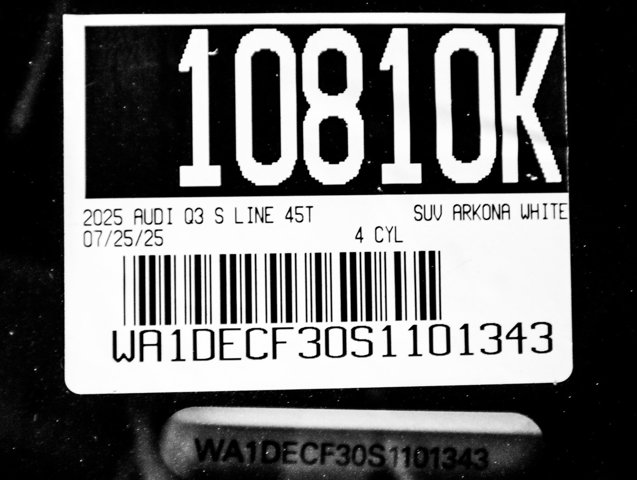 10810K
2025 AUDI Q3 S LINE 45T SUV ARKONA WHITE
07/25/25 4 CYL
WA1DECF30S1101343
WA1DECF30S1101343